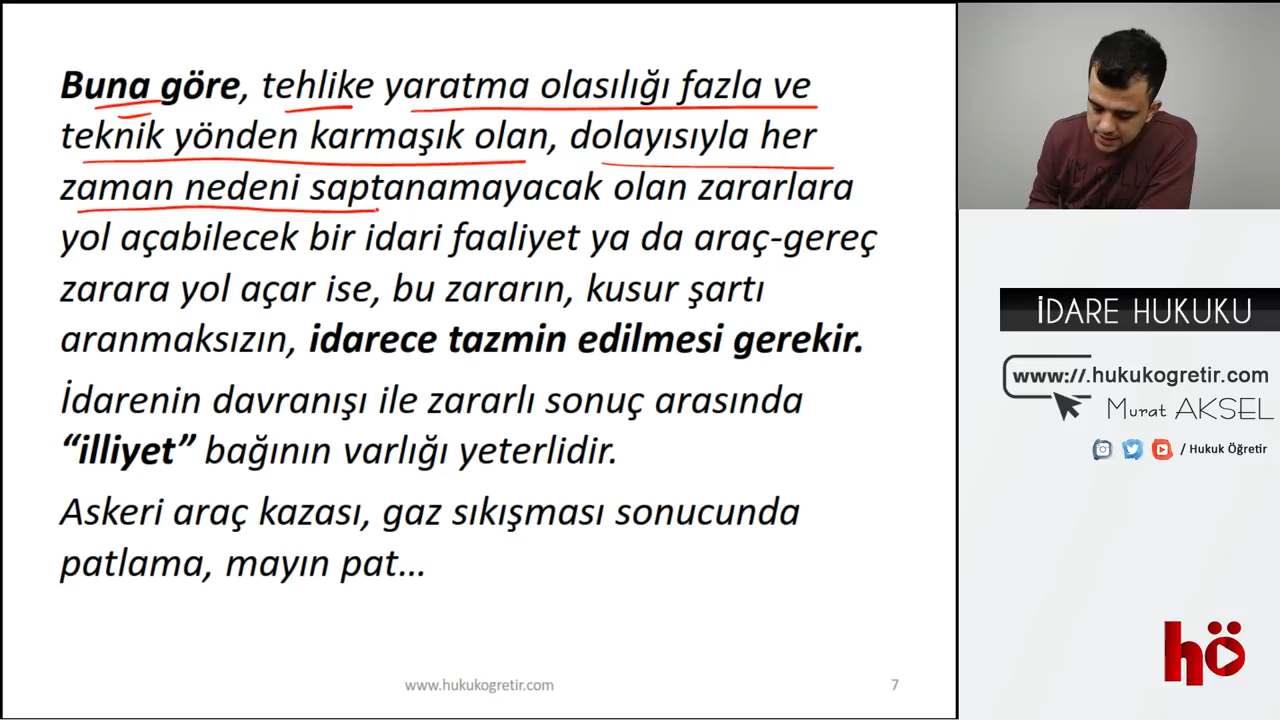 Buna göre, tehlike yaratma olasılığı fazla ve
teknik yönden karmaşık olan, dolayısıyla her
zaman nedeni saptanamayacak olan zararlara
yol açabilecek bir idari faaliyet ya da araç-gereç
zarara yol açar ise, bu zararın, kusur şartı
aranmaksızın, idarece tazmin edilmesi gerekir.
İdarenin davranışı ile zararlı sonuç arasında
“illiyet” bağının varlığı yeterlidir.
Askeri araç kazası, gaz sıkışması sonucunda
patlama, mayın pat...
www.hukukogretir.com
7
İDARE HUKUKU
www://.hukukogretir.com
Murat AKSEL
/ Hukuk Öğretir
hö